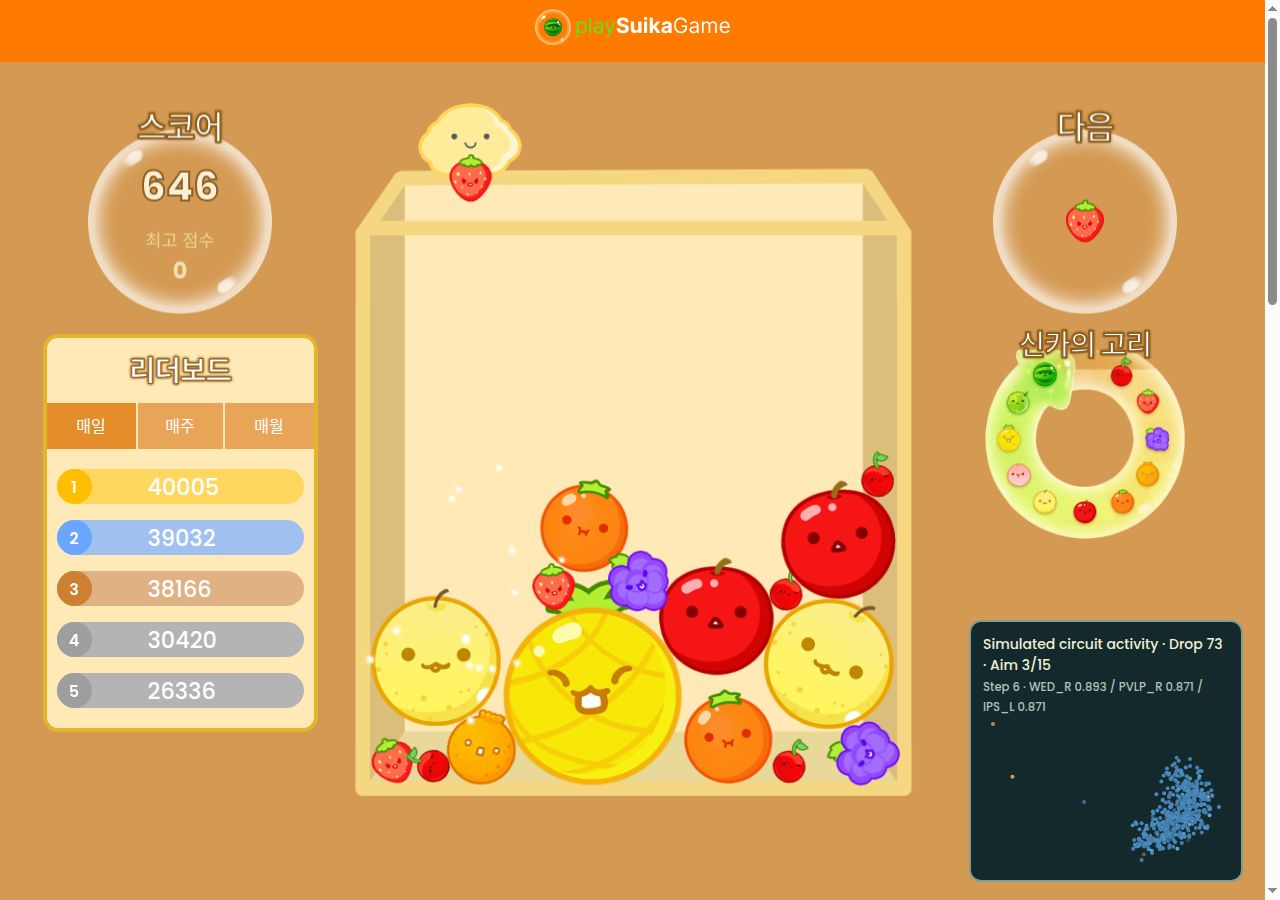 playSuikaGame
스코어
646
최고 점수
0
리더보드
매일 매주 매월
1 40005
2 39032
3 38166
4 30420
5 26336
다음
신카의 고리
Simulated circuit activity · Drop 73
· Aim 3/15
Step 6 · WED_R 0.893 / PVLP_R 0.871 /
IPS_L 0.871